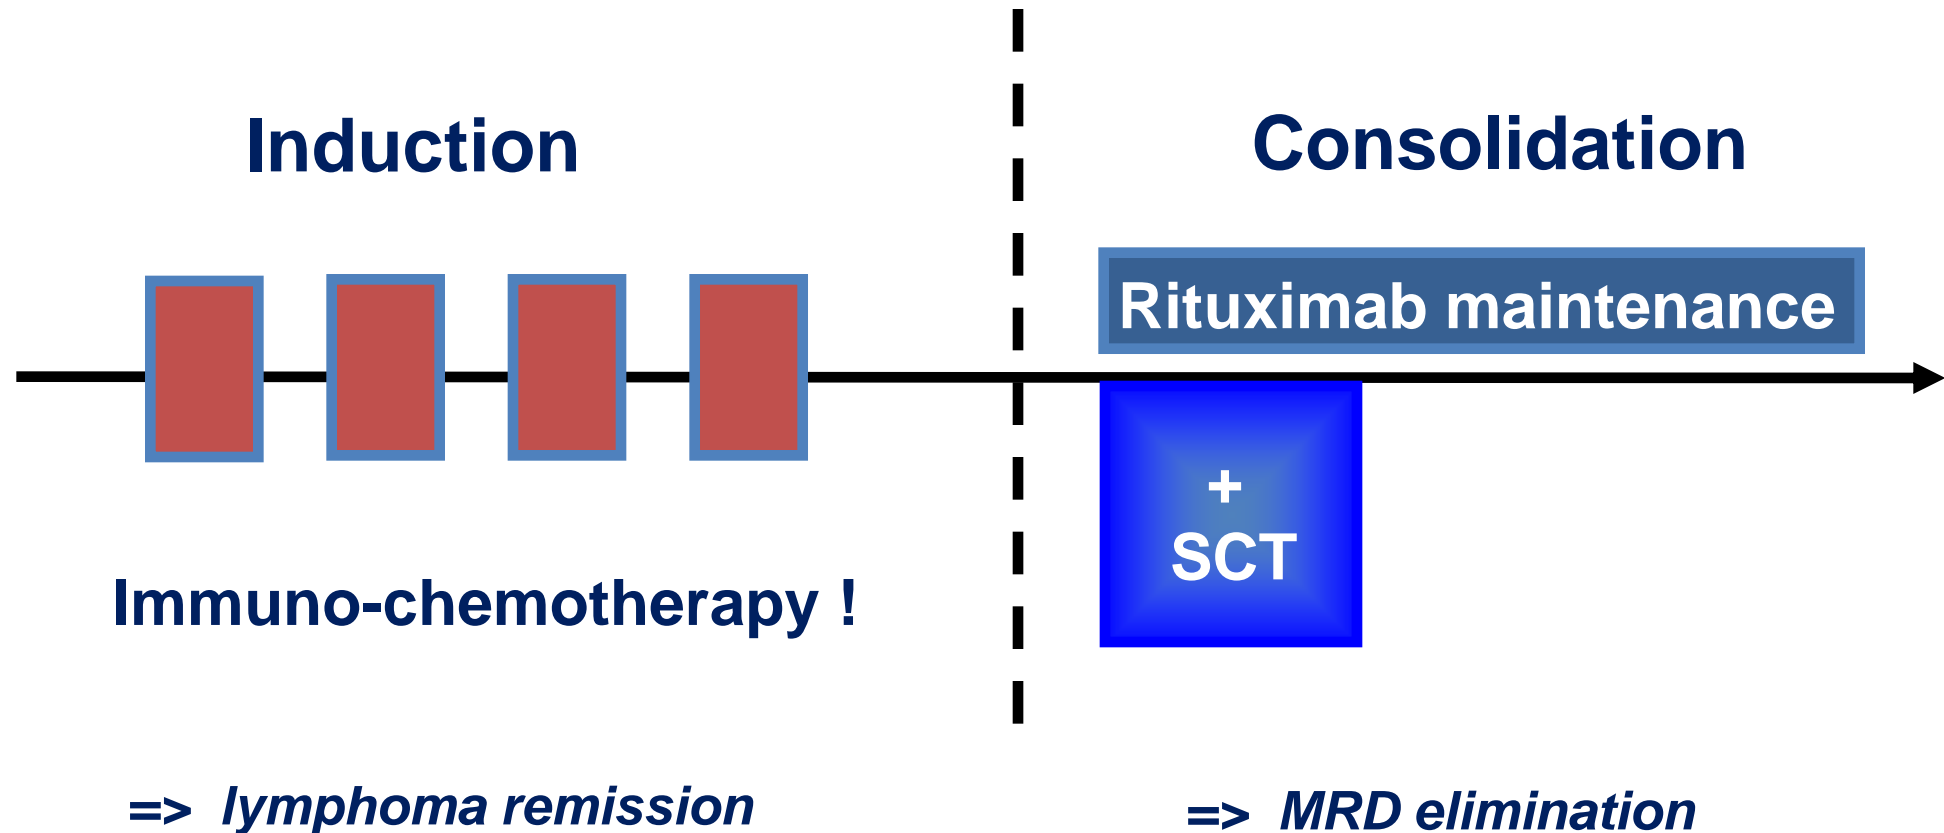 Induction
Immuno-chemotherapy !
=> lymphoma remission
Consolidation
Rituximab maintenance
+
SCT
=> MRD elimination